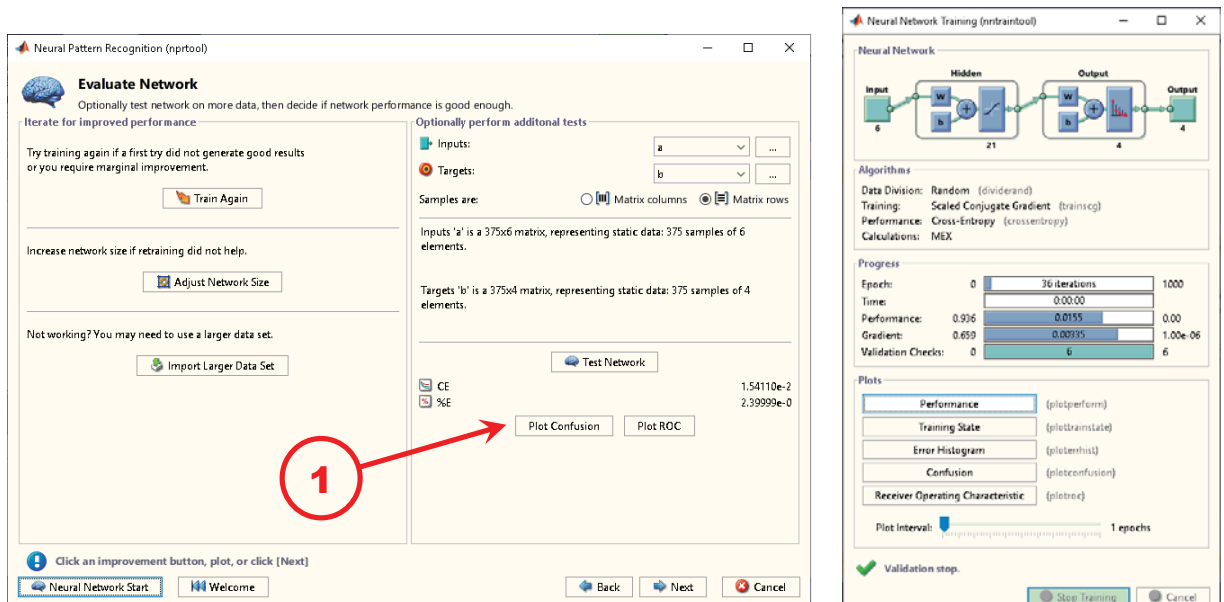 Neural Pattern Recognition (nprtool)
Evaluate Network
Optionally test network on more data, then decide if network performance is good enough.
Iterate for improved performance
Try training again if a first try did not generate good results
or you require marginal improvement.
Train Again
Increase network size if retraining did not help.
Adjust Network Size
Not working? You may need to use a larger data set.
Import Larger Data Set
Optionally perform additonal tests
Inputs: a ...
Targets: b ...
Samples are: Matrix columns Matrix rows
Inputs 'a' is a 375x6 matrix, representing static data: 375 samples of 6
elements.
Targets 'b' is a 375x4 matrix, representing static data: 375 samples of 4
elements.
Test Network
CE 1.54110e-2
%E 2.39999e-0
Plot Confusion Plot ROC
1
Click an improvement button, plot, or click [Next]
Neural Network Start Welcome Back Next Cancel
Neural Network Training (nntraintool)
Neural Network
Hidden Output
Input Output
W W
b b
6 4
21 4
Algorithms
Data Division: Random (dividerand)
Training: Scaled Conjugate Gradient (trainscg)
Performance: Cross-Entropy (crossentropy)
Calculations: MEX
Progress
Epoch: 0 36 iterations 1000
Time: 0:00:00
Performance: 0.936 0.0155 0.00
Gradient: 0.659 0.00335 1.00e-06
Validation Checks: 0 6 6
Plots
Performance (plotperform)
Training State (plottrainstate)
Error Histogram (ploterrhist)
Confusion (plotconfusion)
Receiver Operating Characteristic (plotroc)
Plot Interval: 1 epochs
Validation stop.
Stop Training Cancel